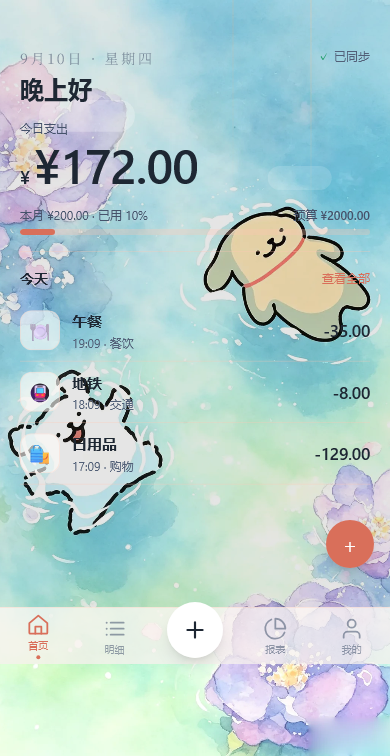 9月10日 · 星期四
✓ 已同步
晚上好
今日支出
¥ ¥172.00
本月 ¥200.00 · 已用 10%
预算 ¥2000.00
今天
查看全部
午餐
19:09 · 餐饮
-35.00
地铁
18:09 · 交通
-8.00
日用品
17:09 · 购物
-129.00
+
首页
明细
+
报表
我的